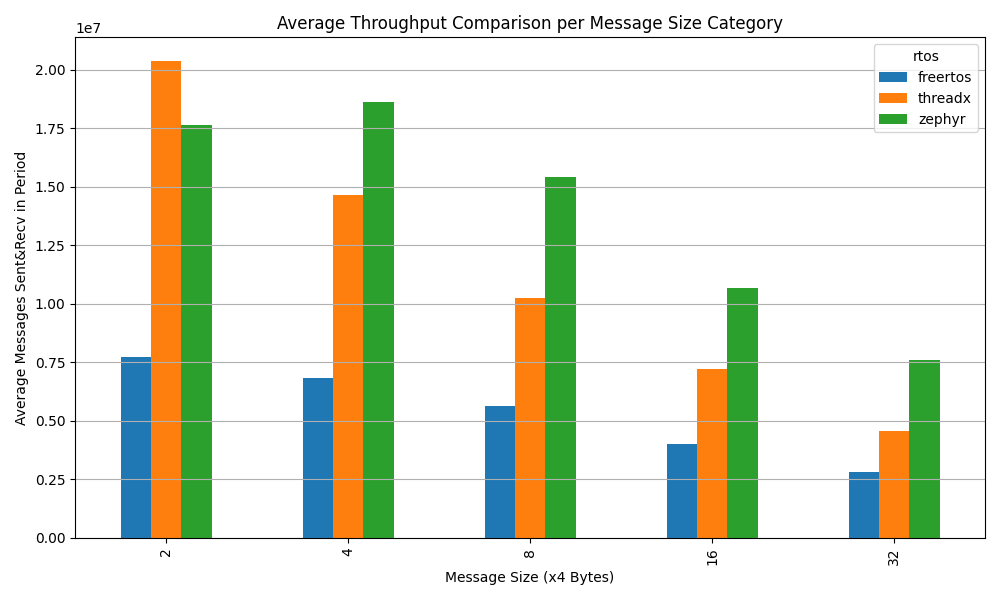 Average Throughput Comparison per Message Size Category
1e7
rtos
freertos
threadx
zephyr
Average Messages Sent&Recv in Period
2.00
1.75
1.50
1.25
1.00
0.75
0.50
0.25
0.00
2
4
8
16
32
Message Size (x4 Bytes)